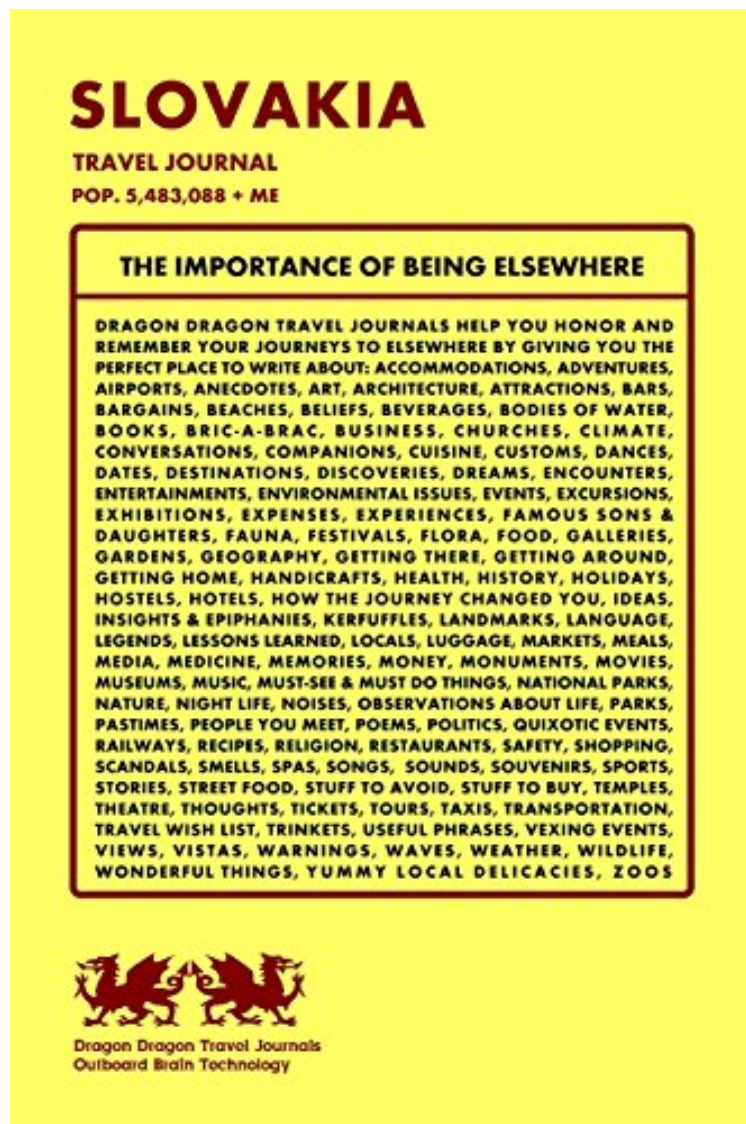 SLOVAKIA
TRAVEL JOURNAL
POP. 5,483,088 + ME
THE IMPORTANCE OF BEING ELSEWHERE
DRAGON DRAGON TRAVEL JOURNALS HELP YOU HONOR AND
REMEMBER YOUR JOURNEYS TO ELSEWHERE BY GIVING YOU THE
PERFECT PLACE TO WRITE ABOUT: ACCOMMODATIONS, ADVENTURES,
AIRPORTS, ANECDOTES, ART, ARCHITECTURE, ATTRACTIONS, BARS,
BARGAINS, BEACHES, BELIEFS, BEVERAGES, BODIES OF WATER,
BOOKS, BRIC-A-BRAC, BUSINESS, CHURCHES, CLIMATE,
CONVERSATIONS, COMPANIONS, CUISINE, CUSTOMS, DANCES,
DATES, DESTINATIONS, DISCOVERIES, DREAMS, ENCOUNTERS,
ENTERTAINMENTS, ENVIRONMENTAL ISSUES, EVENTS, EXCURSIONS,
EXHIBITIONS, EXPENSES, EXPERIENCES, FAMOUS SONS &
DAUGHTERS, FAUNA, FESTIVALS, FLORA, FOOD, GALLERIES,
GARDENS, GEOGRAPHY, GETTING THERE, GETTING AROUND,
GETTING HOME, HANDICRAFTS, HEALTH, HISTORY, HOLIDAYS,
HOSTELS, HOTELS, HOW THE JOURNEY CHANGED YOU, IDEAS,
INSIGHTS & EPIPHANIES, KERFUFFLES, LANDMARKS, LANGUAGE,
LEGENDS, LESSONS LEARNED, LOCALS, LUGGAGE, MARKETS, MEALS,
MEDIA, MEDICINE, MEMORIES, MONEY, MONUMENTS, MOVIES,
MUSEUMS, MUSIC, MUST-SEE & MUST DO THINGS, NATIONAL PARKS,
NATURE, NIGHT LIFE, NOISES, OBSERVATIONS ABOUT LIFE, PARKS,
PASTIMES, PEOPLE YOU MEET, POEMS, POLITICS, QUIXOTIC EVENTS,
RAILWAYS, RECIPES, RELIGION, RESTAURANTS, SAFETY, SHOPPING,
SCANDALS, SMELLS, SPAS, SONGS, SOUNDS, SOUVENIRS, SPORTS,
STORIES, STREET FOOD, STUFF TO AVOID, STUFF TO BUY, TEMPLES,
THEATRE, THOUGHTS, TICKETS, TOURS, TAXIS, TRANSPORTATION,
TRAVEL WISH LIST, TRINKETS, USEFUL PHRASES, VEXING EVENTS,
VIEWS, VISTAS, WARNINGS, WAVES, WEATHER, WILDLIFE,
WONDERFUL THINGS, YUMMY LOCAL DELICACIES, ZOOS
Dragon Dragon Travel Journals
Outboard Brain Technology